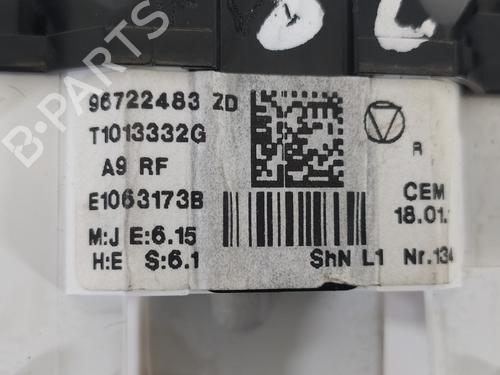 96722483 ZD
T1013332G
A9 RF
E1063173B
M:J E:6.15
H:E S:6.1
R
CEM
18.01.
ShN L1 Nr.134
B-PARTS